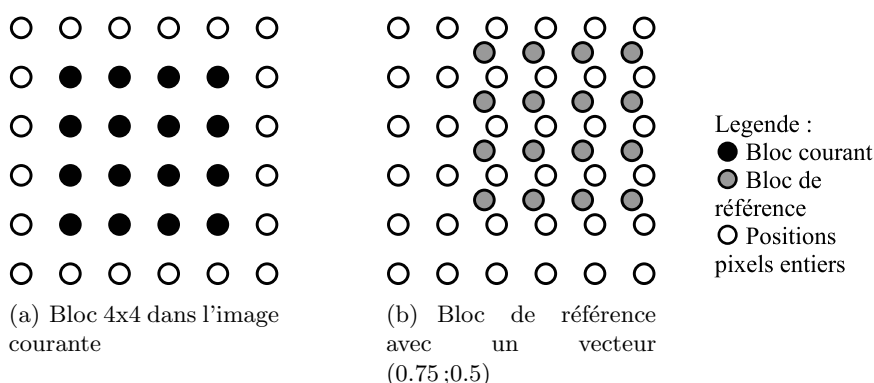 Legende :
Bloc courant
Bloc de
référence
Positions
pixels entiers
(a) Bloc 4x4 dans l'image
courante
(b) Bloc de référence
avec un vecteur
(0.75 ;0.5)